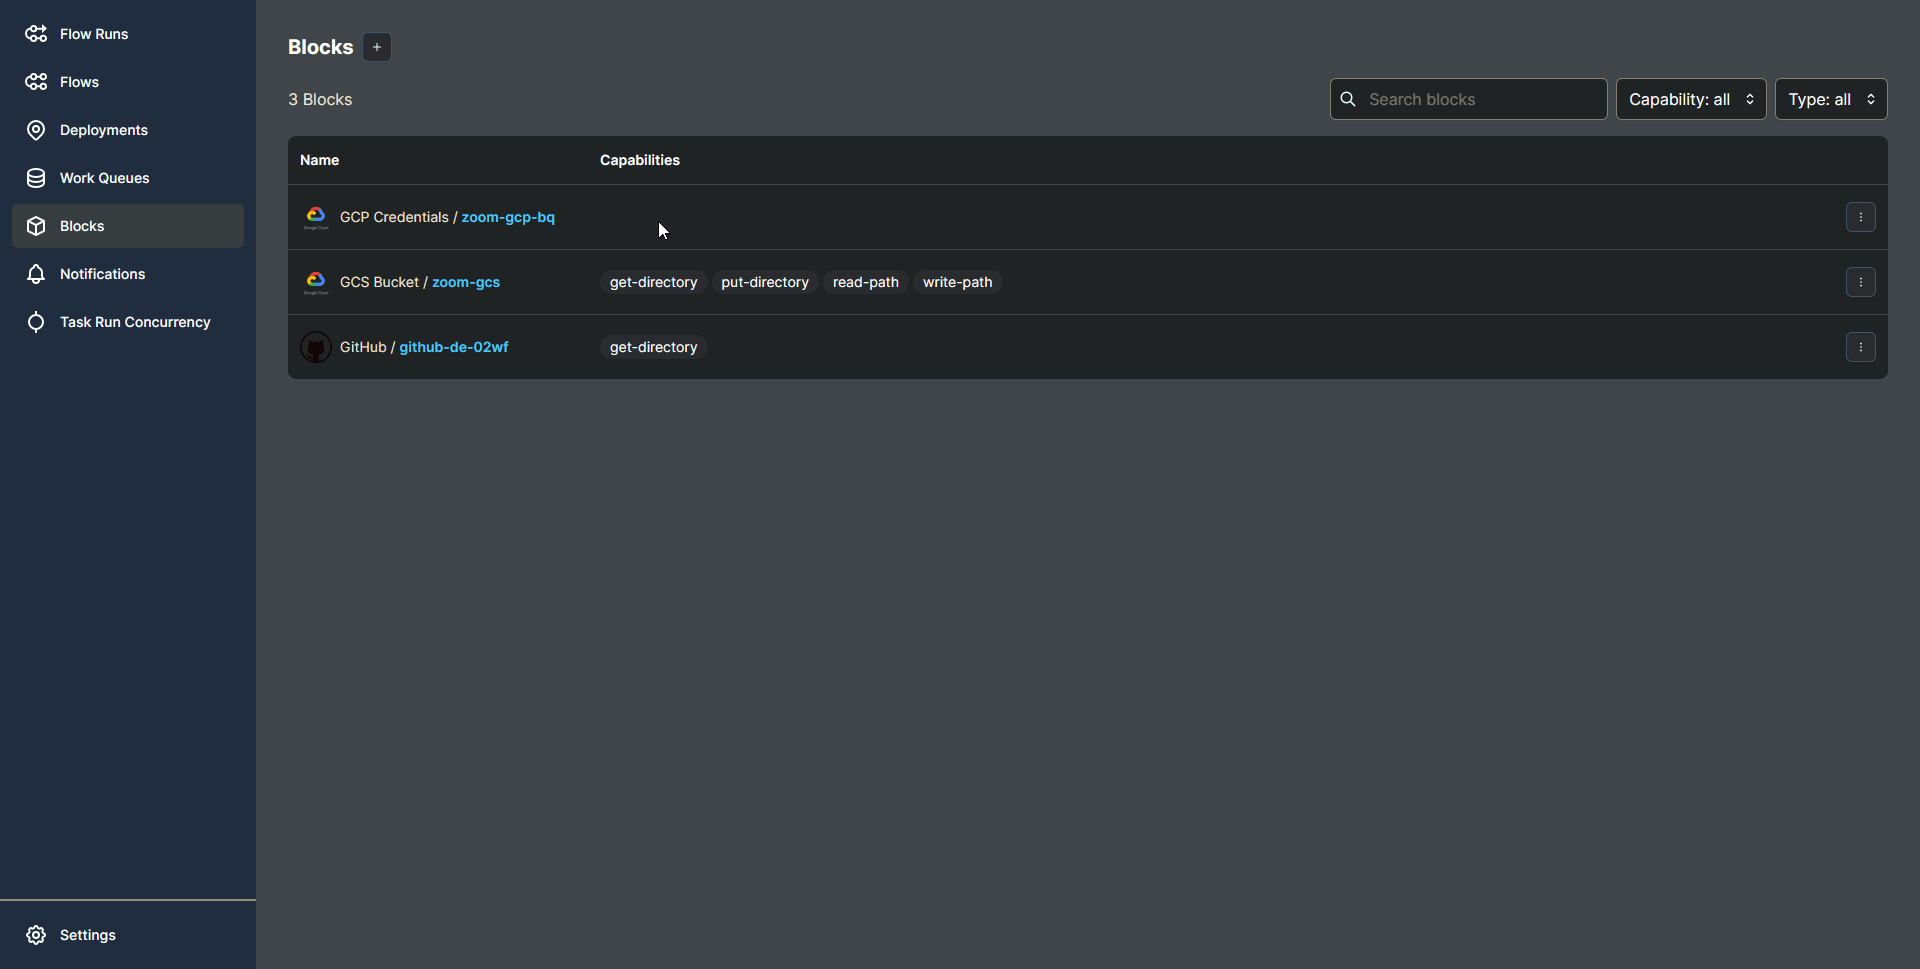 Flow Runs
Flows
Deployments
Work Queues
Blocks
Notifications
Task Run Concurrency
Settings
Blocks +
3 Blocks
Search blocks
Capability: all
Type: all
Name Capabilities
GCP Credentials / zoom-gcp-bq
GCS Bucket / zoom-gcs get-directory put-directory read-path write-path
GitHub / github-de-02wf get-directory